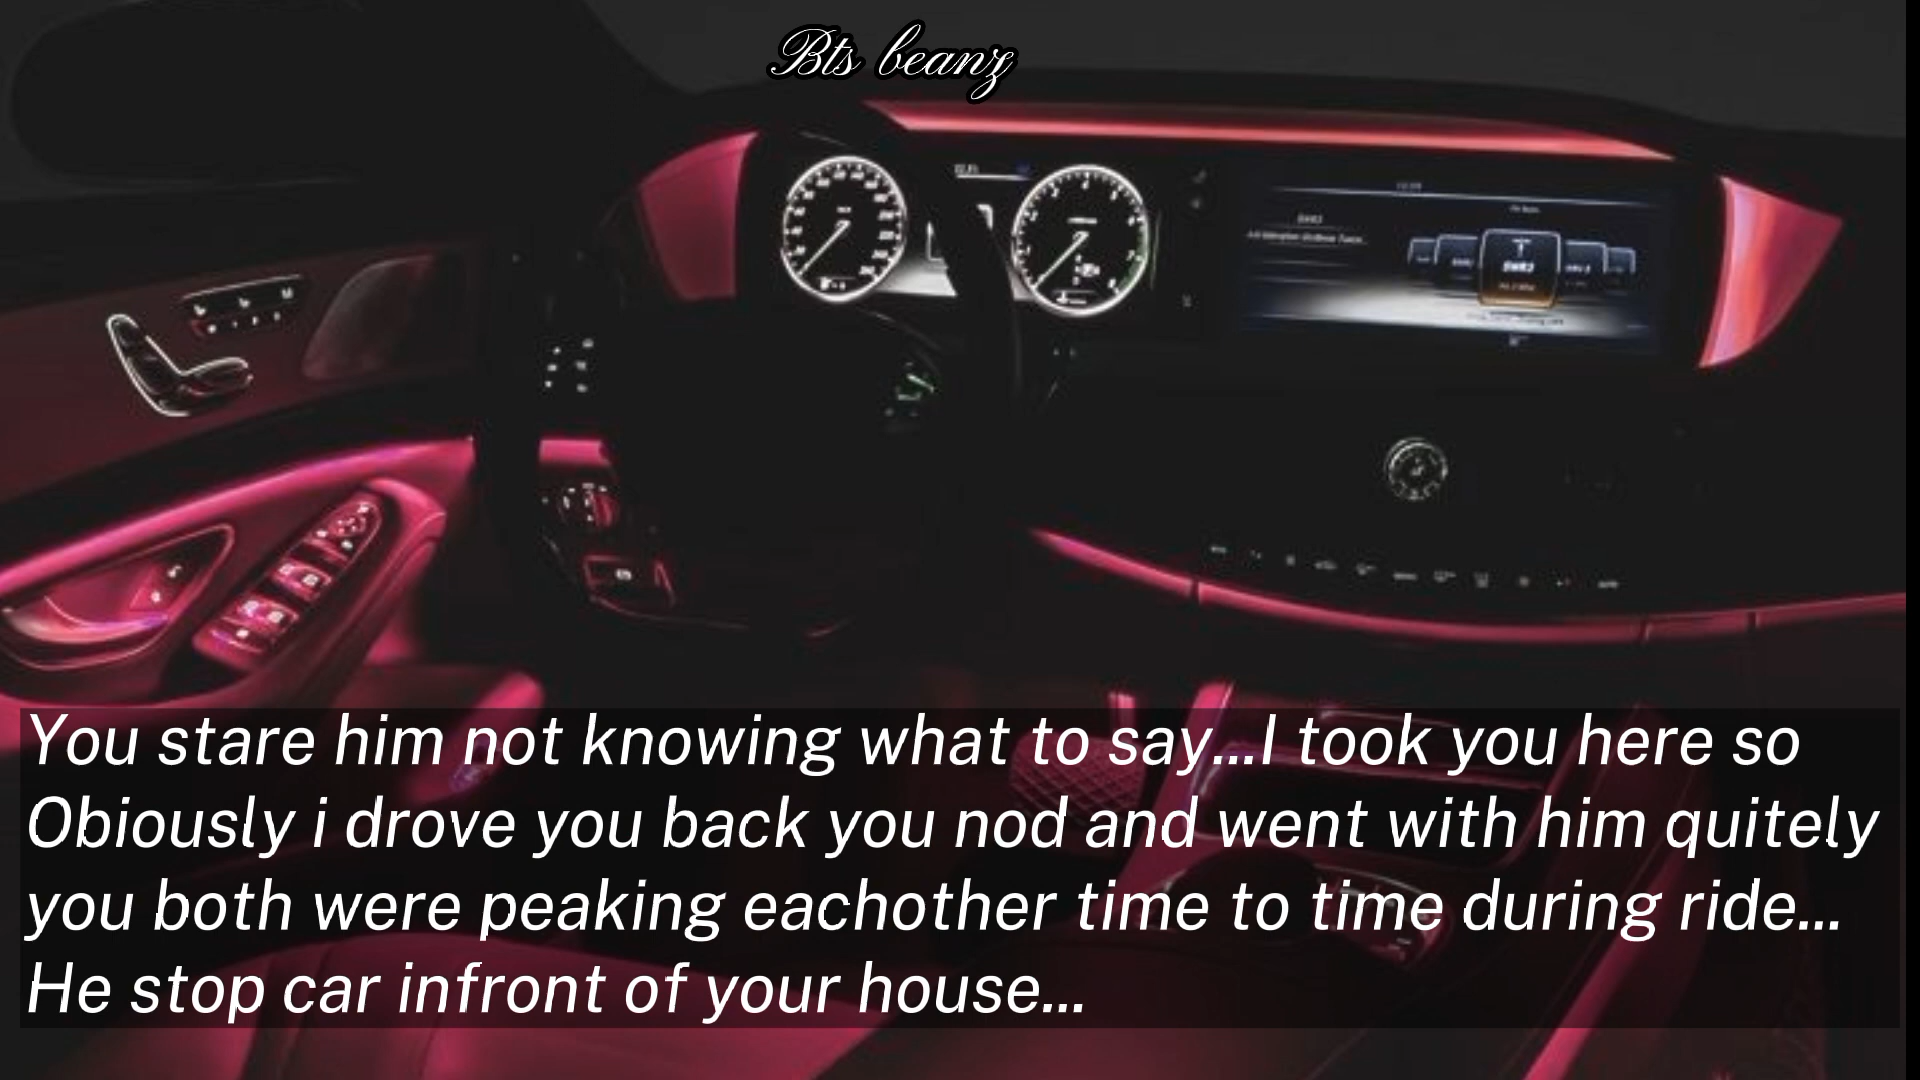 Bts beanz
You stare him not knowing what to say...I took you here so
Obiously i drove you back you nod and went with him quitely
you both were peaking eachother time to time during ride...
He stop car infront of your house...